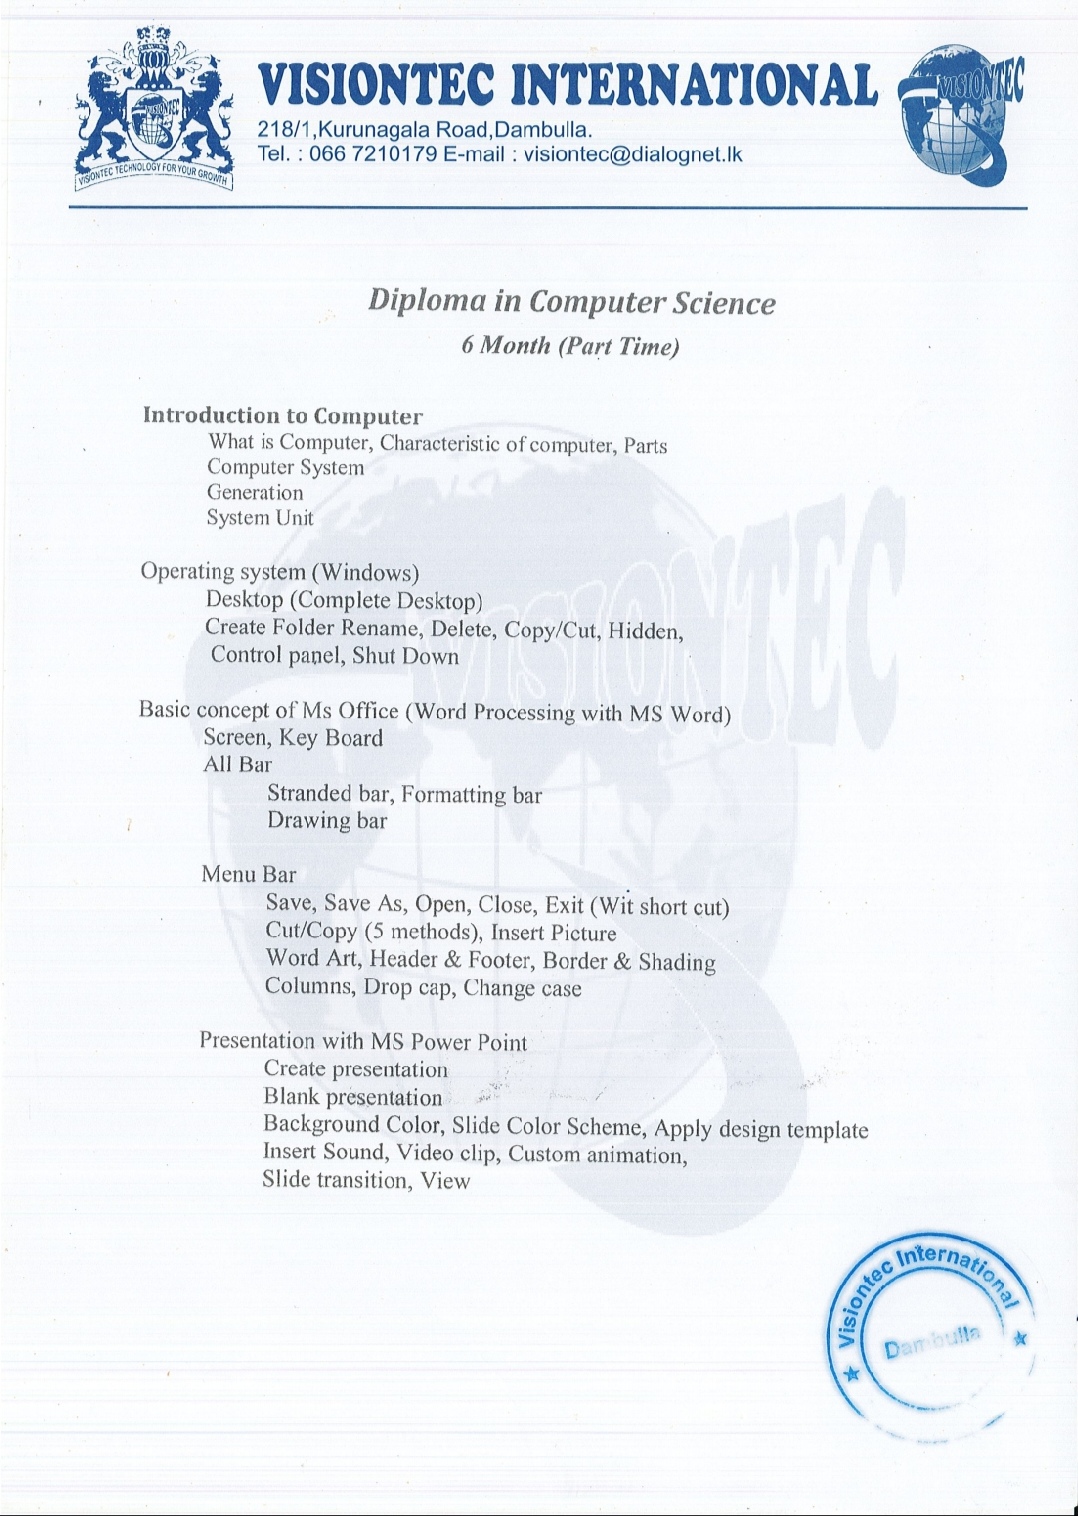 VISIONTEC INTERNATIONAL
218/1,Kurunagala Road,Dambulla.
Tel. : 066 7210179 E-mail : visiontec@dialognet.lk
VISIONTEC
VISIONTEC TECHNOLOGY FOR YOUR GROWTH
VISIONTEC
Diploma in Computer Science
6 Month (Part Time)
Introduction to Computer
What is Computer, Characteristic of computer, Parts
Computer System
Generation
System Unit
Operating system (Windows)
Desktop (Complete Desktop)
Create Folder Rename, Delete, Copy/Cut, Hidden,
Control panel, Shut Down
VISIONTEC
Basic concept of Ms Office (Word Processing with MS Word)
Screen, Key Board
All Bar
Stranded bar, Formatting bar
Drawing bar
Menu Bar
Save, Save As, Open, Close, Exit (Wit short cut)
Cut/Copy (5 methods), Insert Picture
Word Art, Header & Footer, Border & Shading
Columns, Drop cap, Change case
Presentation with MS Power Point
Create presentation
Blank presentation
Background Color, Slide Color Scheme, Apply design template
Insert Sound, Video clip, Custom animation,
Slide transition, View
Visiontec International
Dambulla